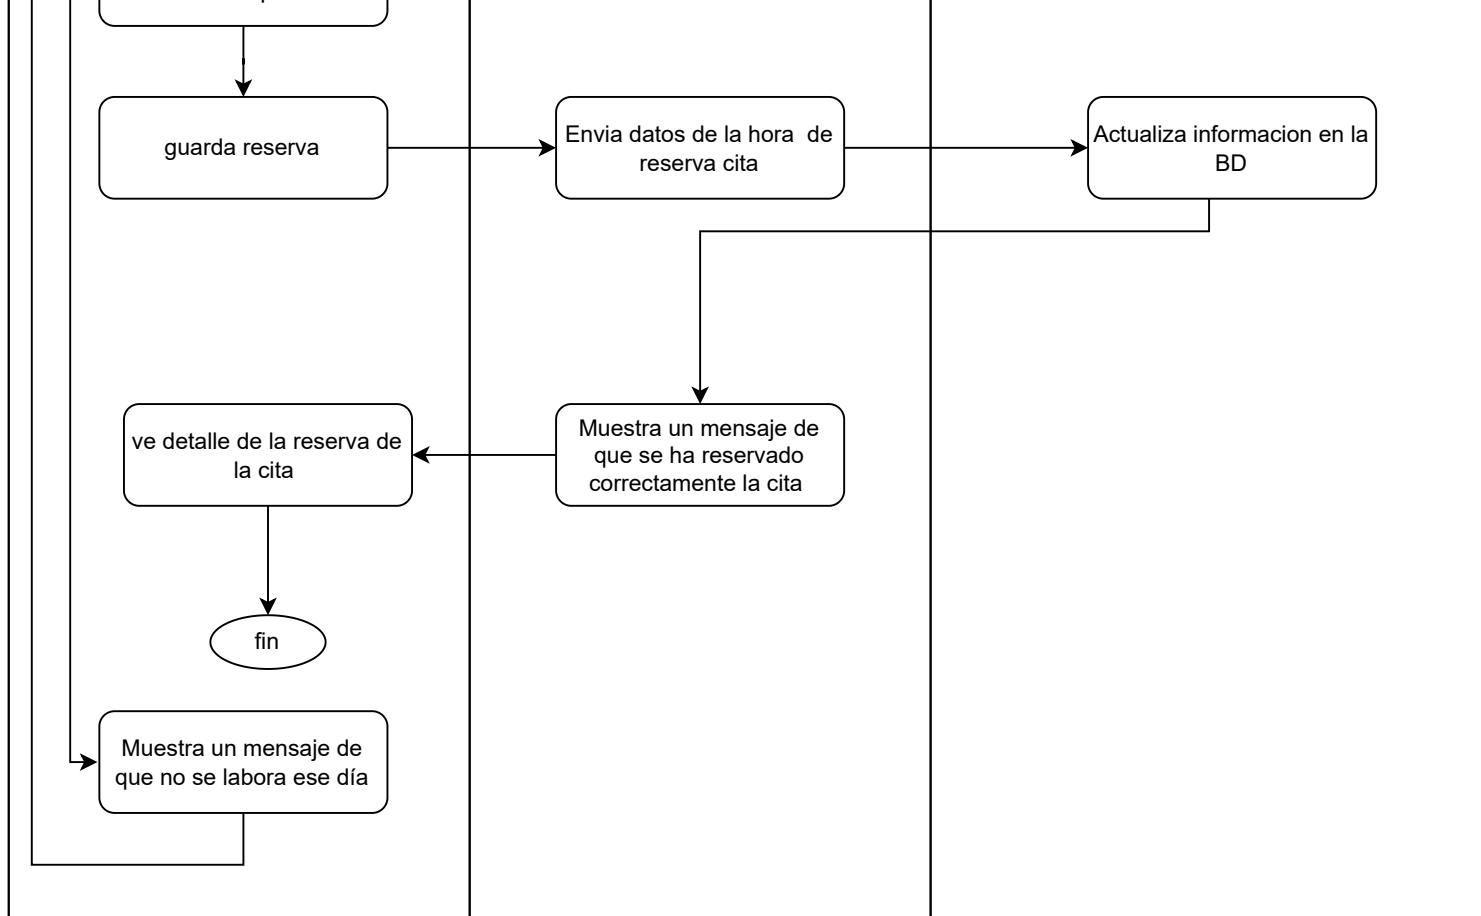 guarda reserva
Envia datos de la hora  de
reserva cita
Actualiza informacion en la
BD
ve detalle de la reserva de
la cita
Muestra un mensaje de
que se ha reservado
correctamente la cita
fin
Muestra un mensaje de
que no se labora ese día